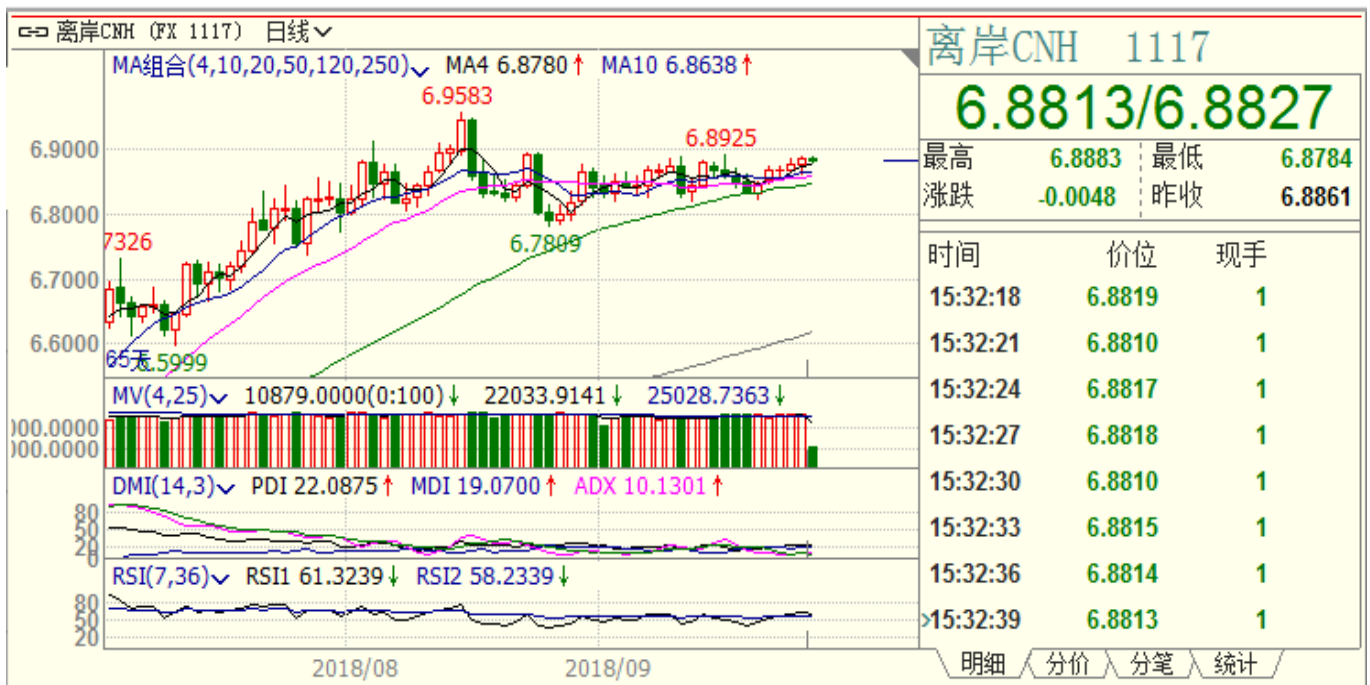 离岸CNH (FX 1117) 日线
MA组合(4,10,20,50,120,250) MA4 6.8780↑ MA10 6.8638↑
6.9583
6.8925
6.9000
6.8000
6.7809
7326
6.7000
6.6000
65天
6.5999
MV(4,25) 10879.0000(0:100)↓ 22033.9141↓ 25028.7363↓
000.0000
000.0000
DMI(14,3) PDI 22.0875↑ MDI 19.0700↑ ADX 10.1301↑
80
50
20
0
RSI(7,36) RSI1 61.3239↓ RSI2 58.2339↓
80
50
20
2018/08 2018/09
离岸CNH 1117
6.8813/6.8827
最高 6.8883 最低 6.8784
涨跌 -0.0048 昨收 6.8861
时间 价位 现手
15:32:18 6.8819 1
15:32:21 6.8810 1
15:32:24 6.8817 1
15:32:27 6.8818 1
15:32:30 6.8810 1
15:32:33 6.8815 1
15:32:36 6.8814 1
>15:32:39 6.8813 1
明细 分价 分笔 统计